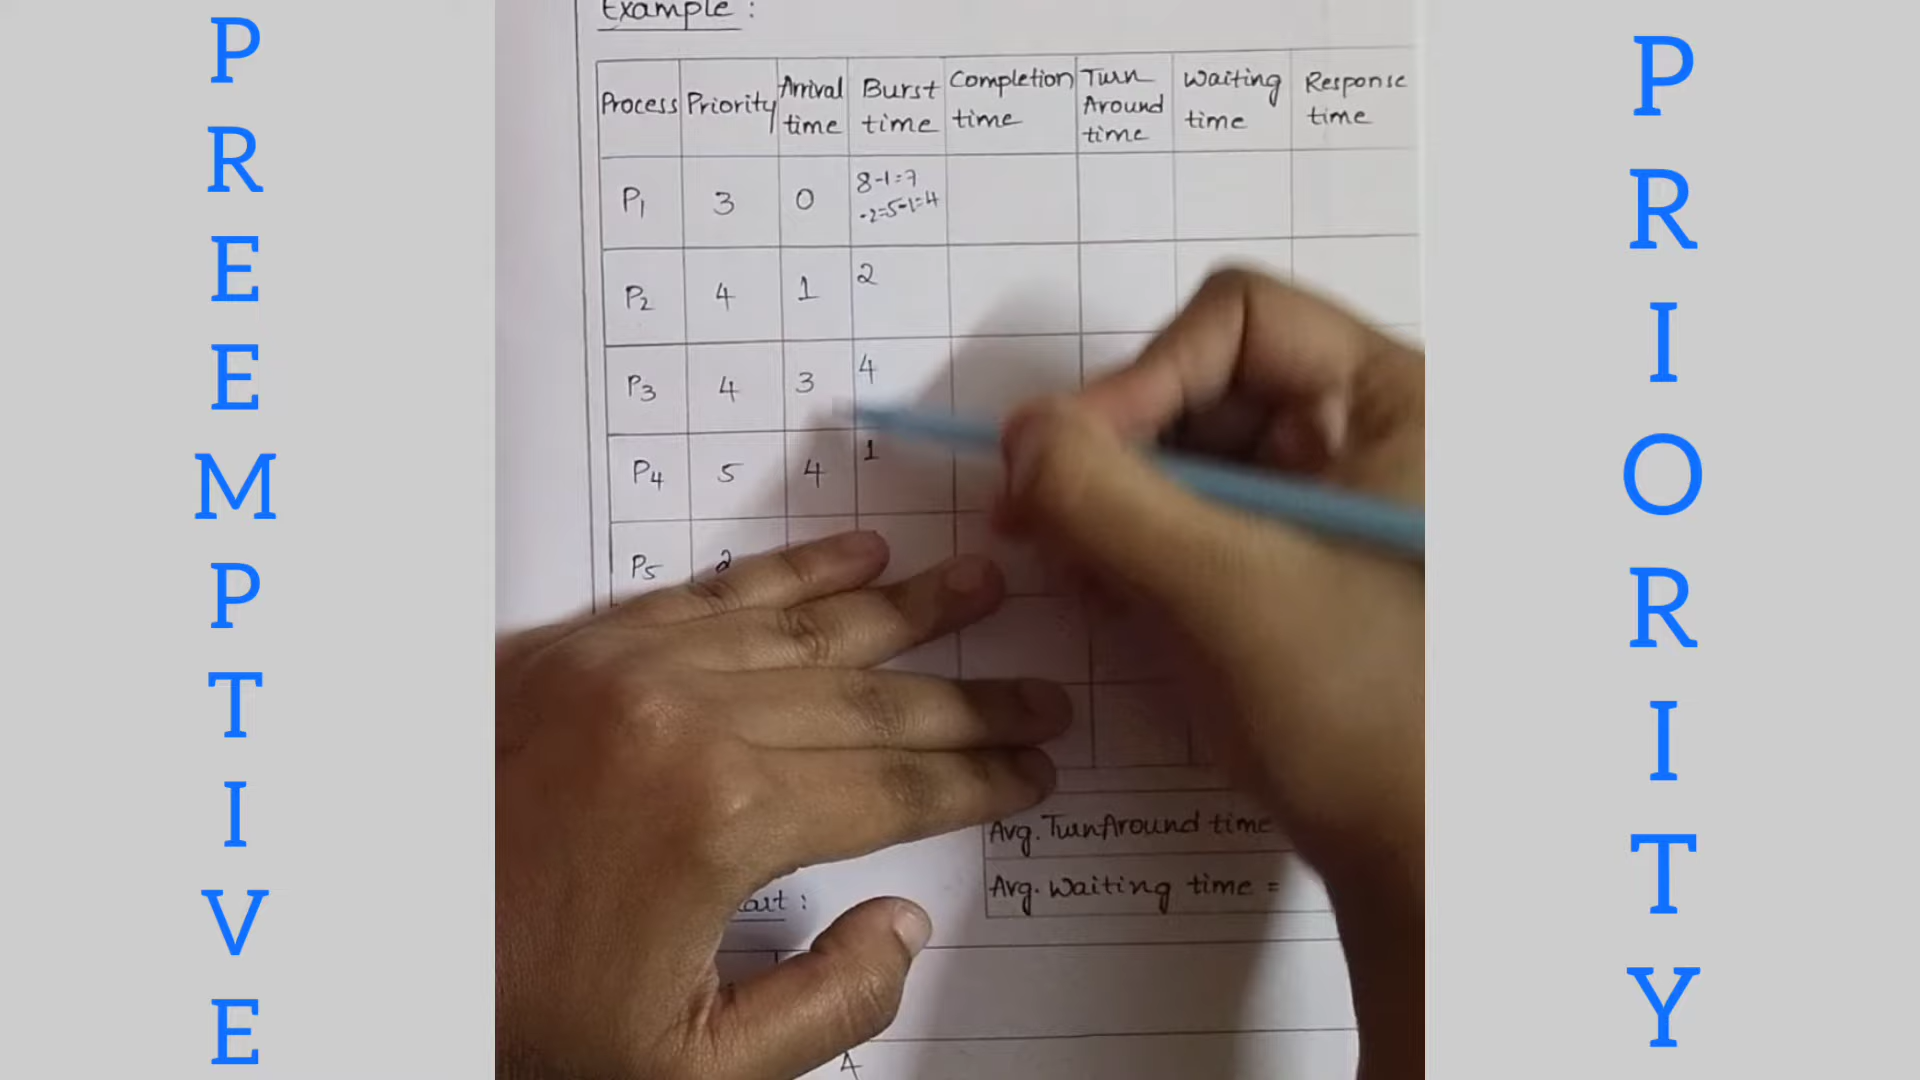 PREEMPTIVE
PRIORITY
Example :
Process Priority Arrival time Burst time Completion time Turn Around time Waiting time Response time
P1 3 0 8-1=7
-2=5-1=4
P2 4 1 2
P3 4 3 4
P4 5 4 1
P5 2
Avg. TurnAround time
Avg. Waiting time =
4